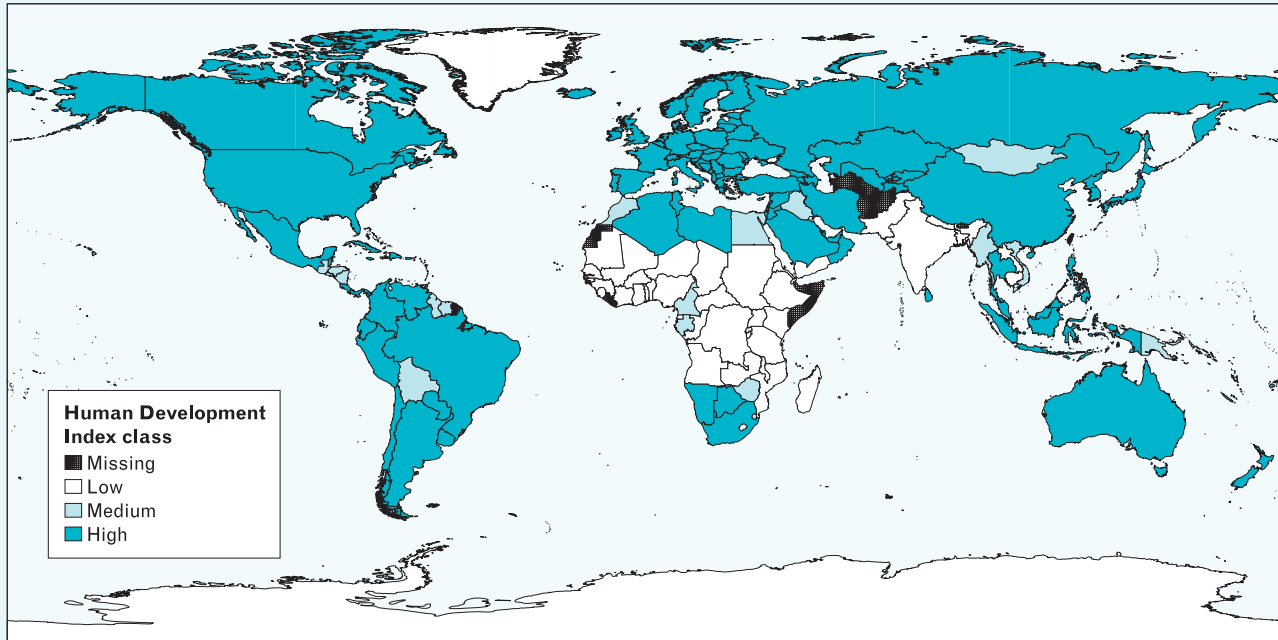 Human Development
Index class
Missing
Low
Medium
High